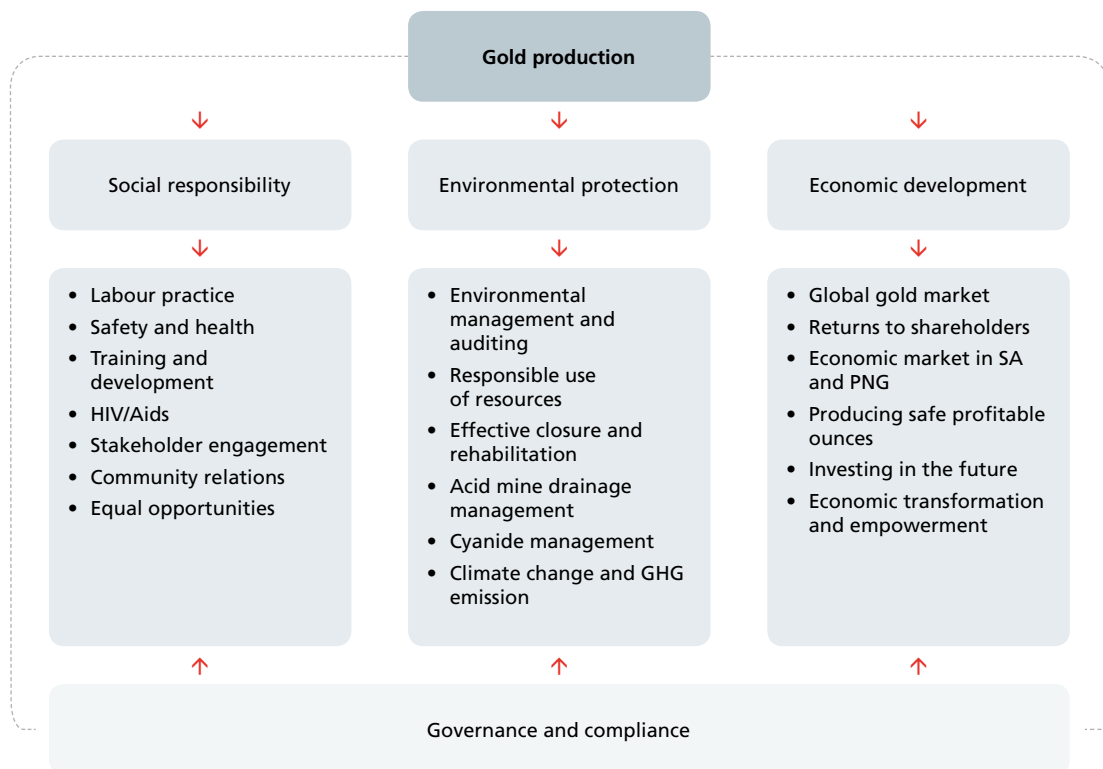 Gold production
Social responsibility
Environmental protection
Economic development
• Labour practice
• Safety and health
• Training and
development
• HIV/Aids
• Stakeholder engagement
• Community relations
• Equal opportunities
• Environmental
management and
auditing
• Responsible use
of resources
• Effective closure and
rehabilitation
• Acid mine drainage
management
• Cyanide management
• Climate change and GHG
emission
• Global gold market
• Returns to shareholders
• Economic market in SA
and PNG
• Producing safe profitable
ounces
• Investing in the future
• Economic transformation
and empowerment
Governance and compliance